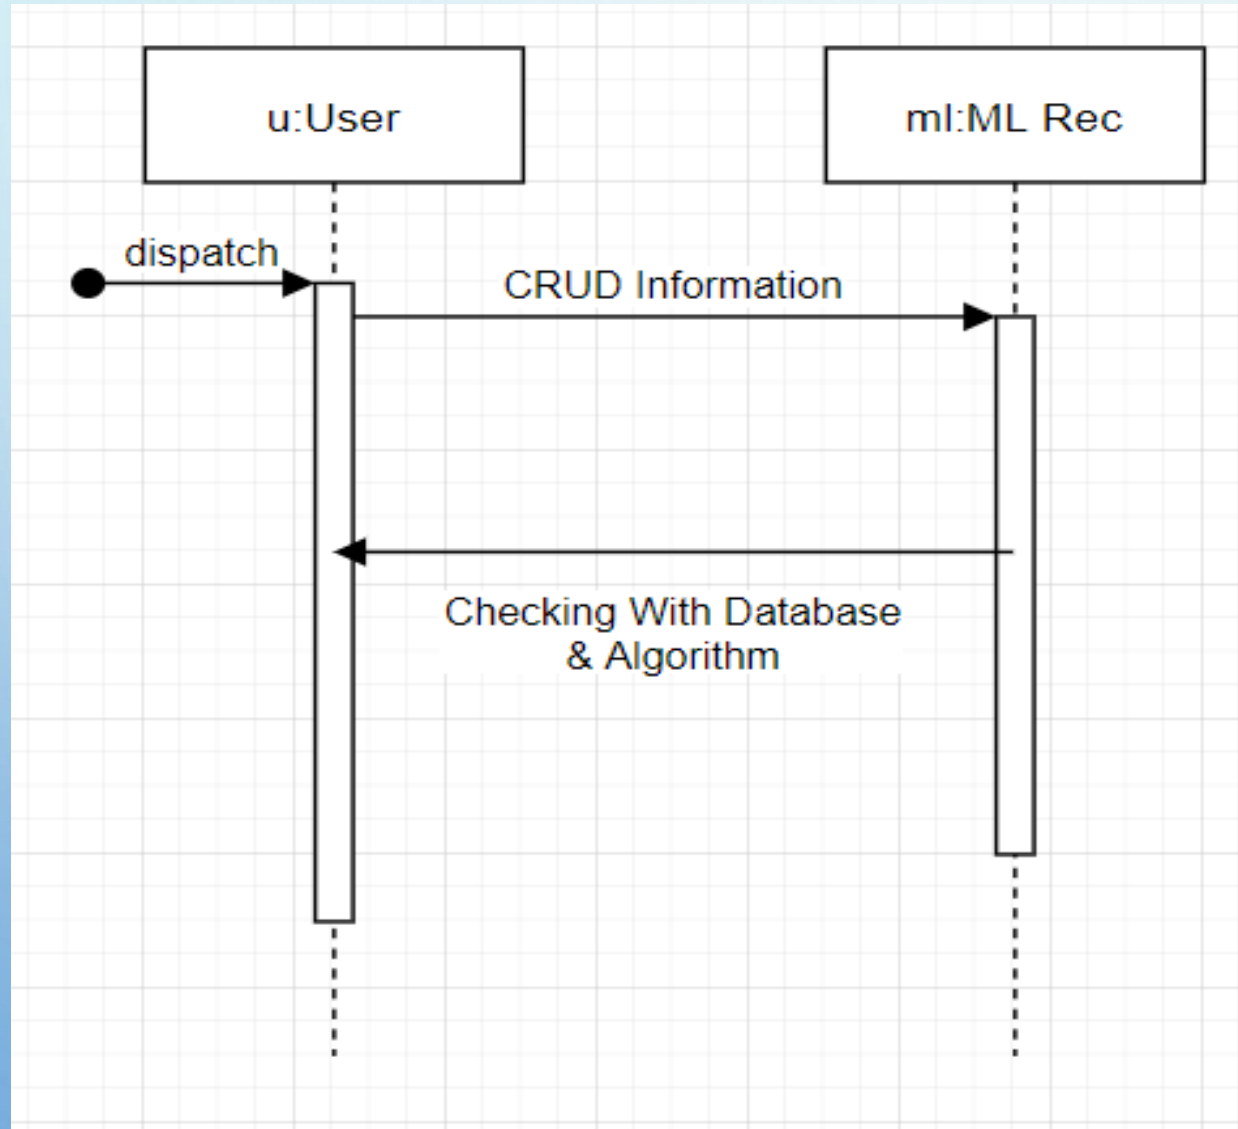 u:User
ml:ML Rec
dispatch
CRUD Information
Checking With Database
& Algorithm